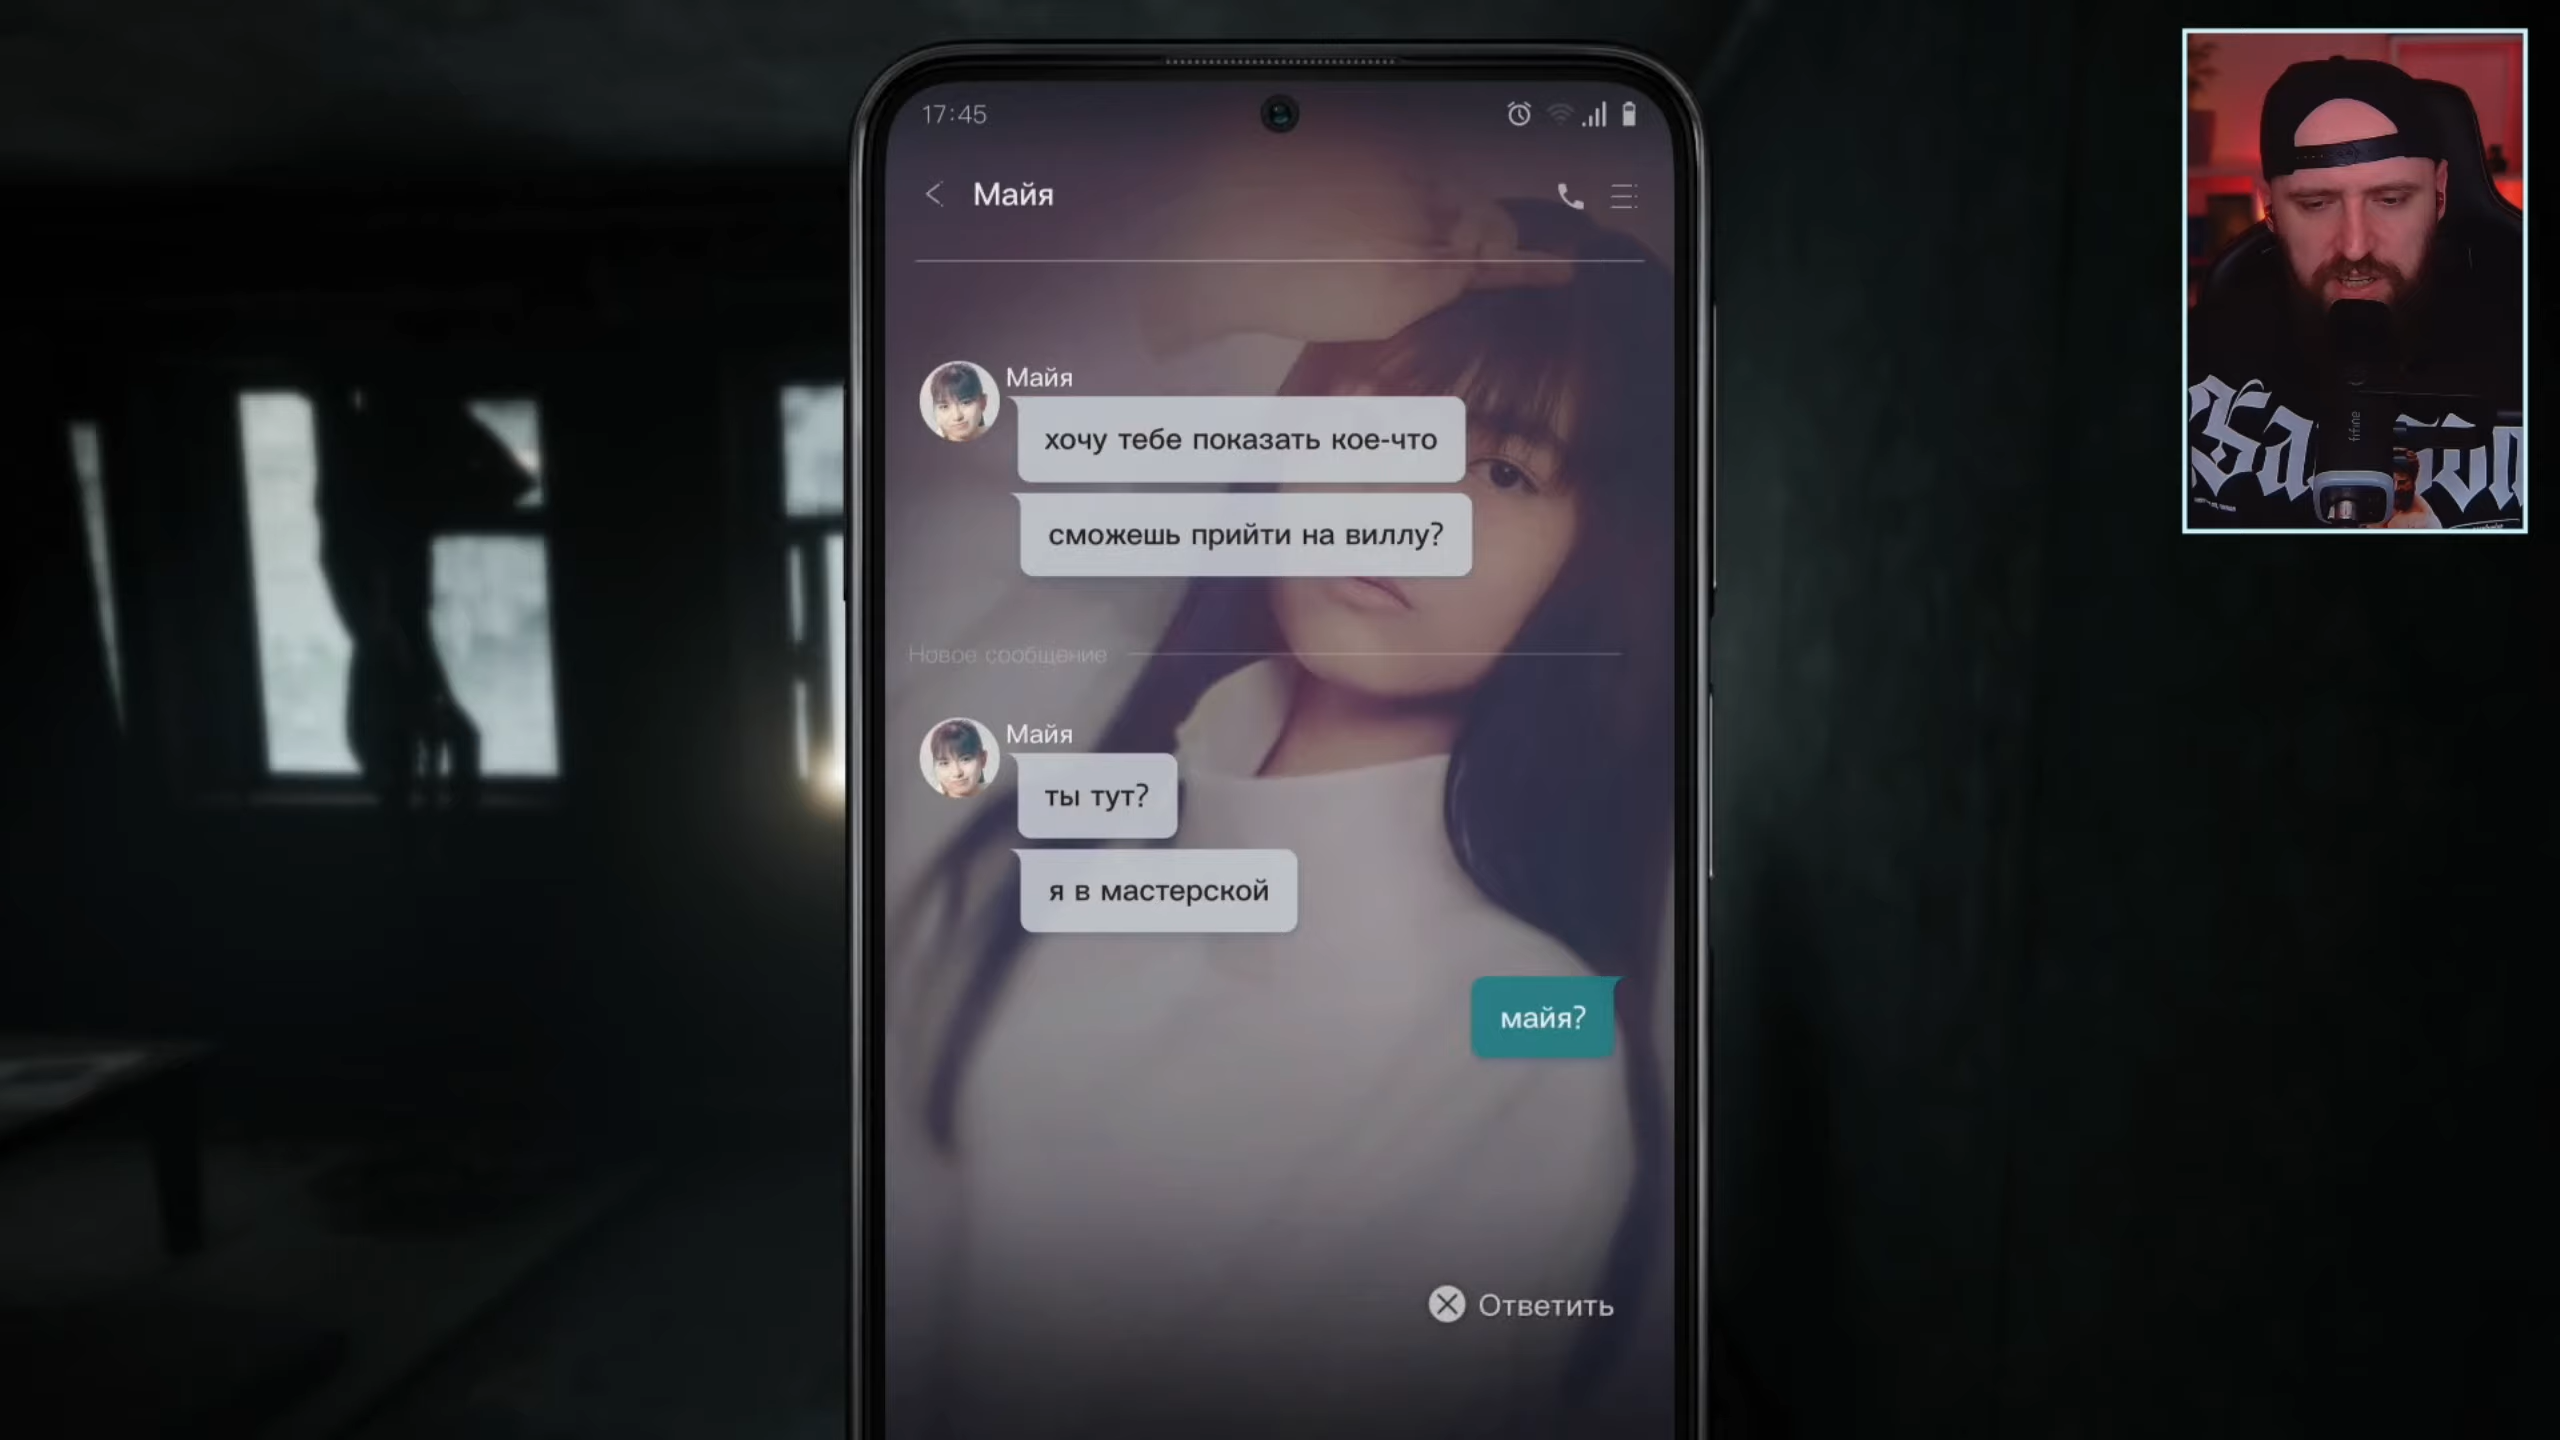 17:45
Майя
Майя
хочу тебе показать кое-что
сможешь прийти на виллу?
Новое сообщение
Майя
ты тут?
я в мастерской
майя?
Ответить
fifine